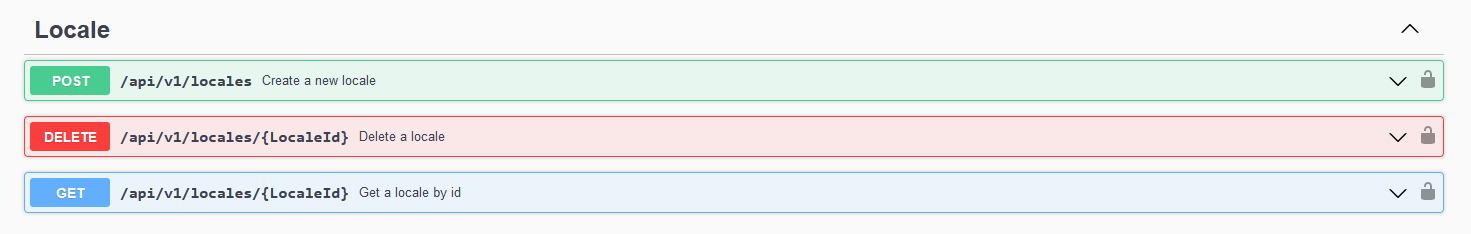 Locale
POST /api/v1/locales Create a new locale
DELETE /api/v1/locales/{LocaleId} Delete a locale
GET /api/v1/locales/{LocaleId} Get a locale by id